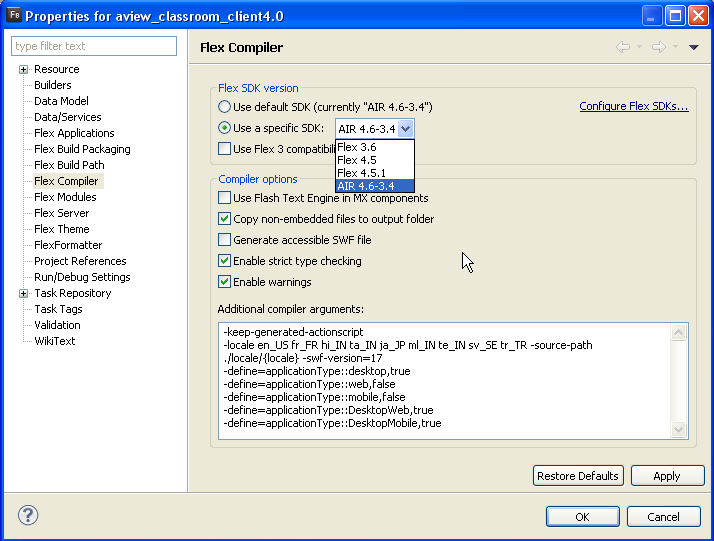 Properties for aview_classroom_client4.0
type filter text
Resource
Builders
Data Model
Data/Services
Flex Applications
Flex Build Packaging
Flex Build Path
Flex Compiler
Flex Modules
Flex Server
Flex Theme
FlexFormatter
Project References
Run/Debug Settings
Task Repository
Task Tags
Validation
WikiText
Flex Compiler
Flex SDK version
Use default SDK (currently "AIR 4.6-3.4")
Configure Flex SDKs...
Use a specific SDK:
AIR 4.6-3.4
Use Flex 3 compatibili
Flex 3.6
Flex 4.5
Flex 4.5.1
AIR 4.6-3.4
Compiler options
Use Flash Text Engine in MX components
Copy non-embedded files to output folder
Generate accessible SWF file
Enable strict type checking
Enable warnings
Additional compiler arguments:
-keep-generated-actionscript
-locale en_US fr_FR hi_IN ta_IN ja_JP ml_IN te_IN sv_SE tr_TR -source-path
./locale/{locale} -swf-version=17
-define=applicationType::desktop,true
-define=applicationType::web,false
-define=applicationType::mobile,false
-define=applicationType::DesktopWeb,true
-define=applicationType::DesktopMobile,true
Restore Defaults
Apply
OK
Cancel